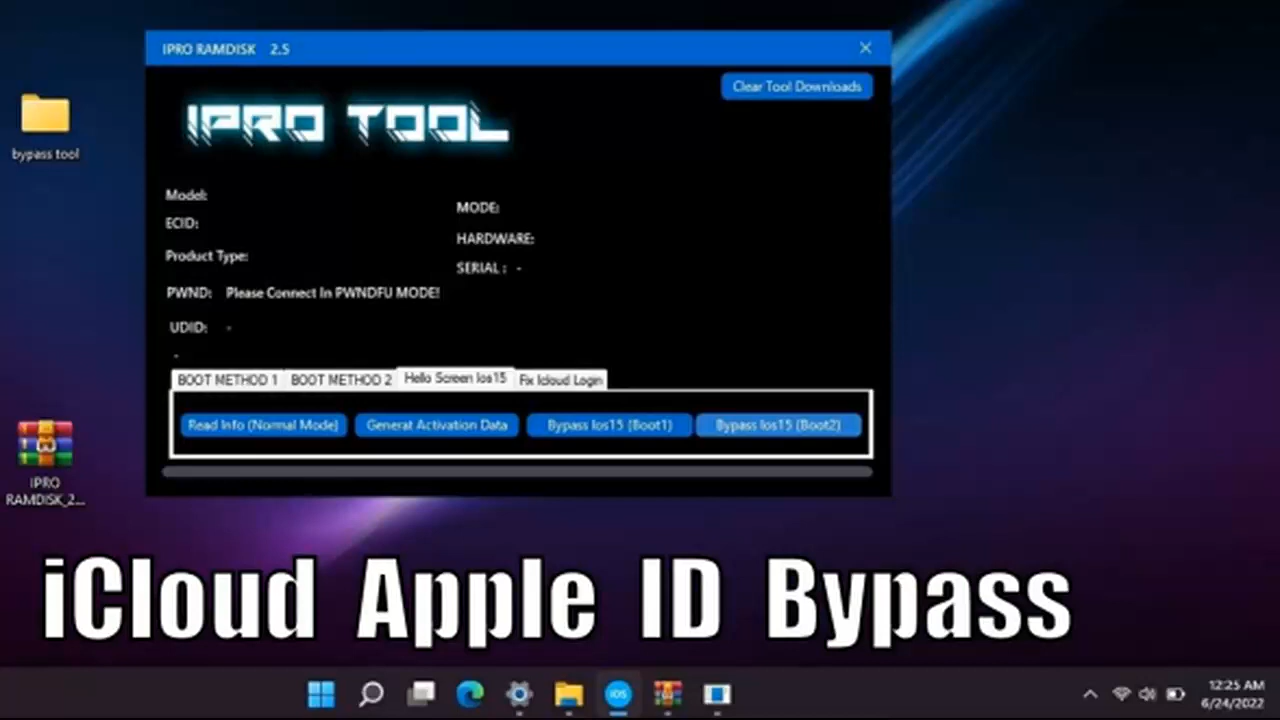 IPRO RAMDISK 2.5
Clear Tool Downloads
IPRO TOOL
bypass tool
Model:
MODE:
ECID:
HARDWARE:
Product Type:
SERIAL : -
PWND: Please Connect In PWNDFU MODE!
UDID: -
-
BOOT METHOD 1 BOOT METHOD 2 Hello Screen Ios15 Fix Icloud Login
Read Info (Normal Mode) Generat Activation Data Bypass Ios15 (Boot1) Bypass Ios15 (Boot2)
IPRO
RAMDISK_2...
iCloud Apple ID Bypass
iOS
12:25 AM
6/24/2022